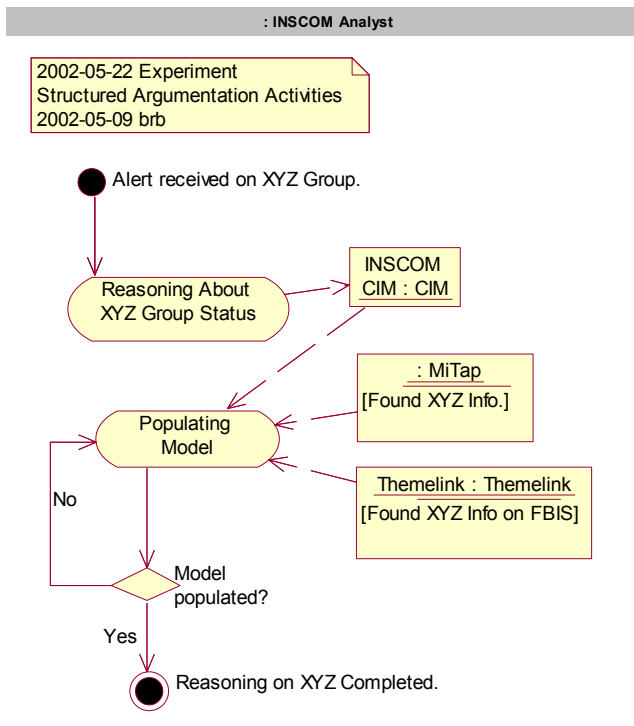 : INSCOM Analyst
2002-05-22 Experiment
Structured Argumentation Activities
2002-05-09 brb
Alert received on XYZ Group.
Reasoning About
XYZ Group Status
INSCOM
CIM : CIM
: MiTap
[Found XYZ Info.]
Populating
Model
Themelink : Themelink
[Found XYZ Info on FBIS]
No
Model
populated?
Yes
Reasoning on XYZ Completed.